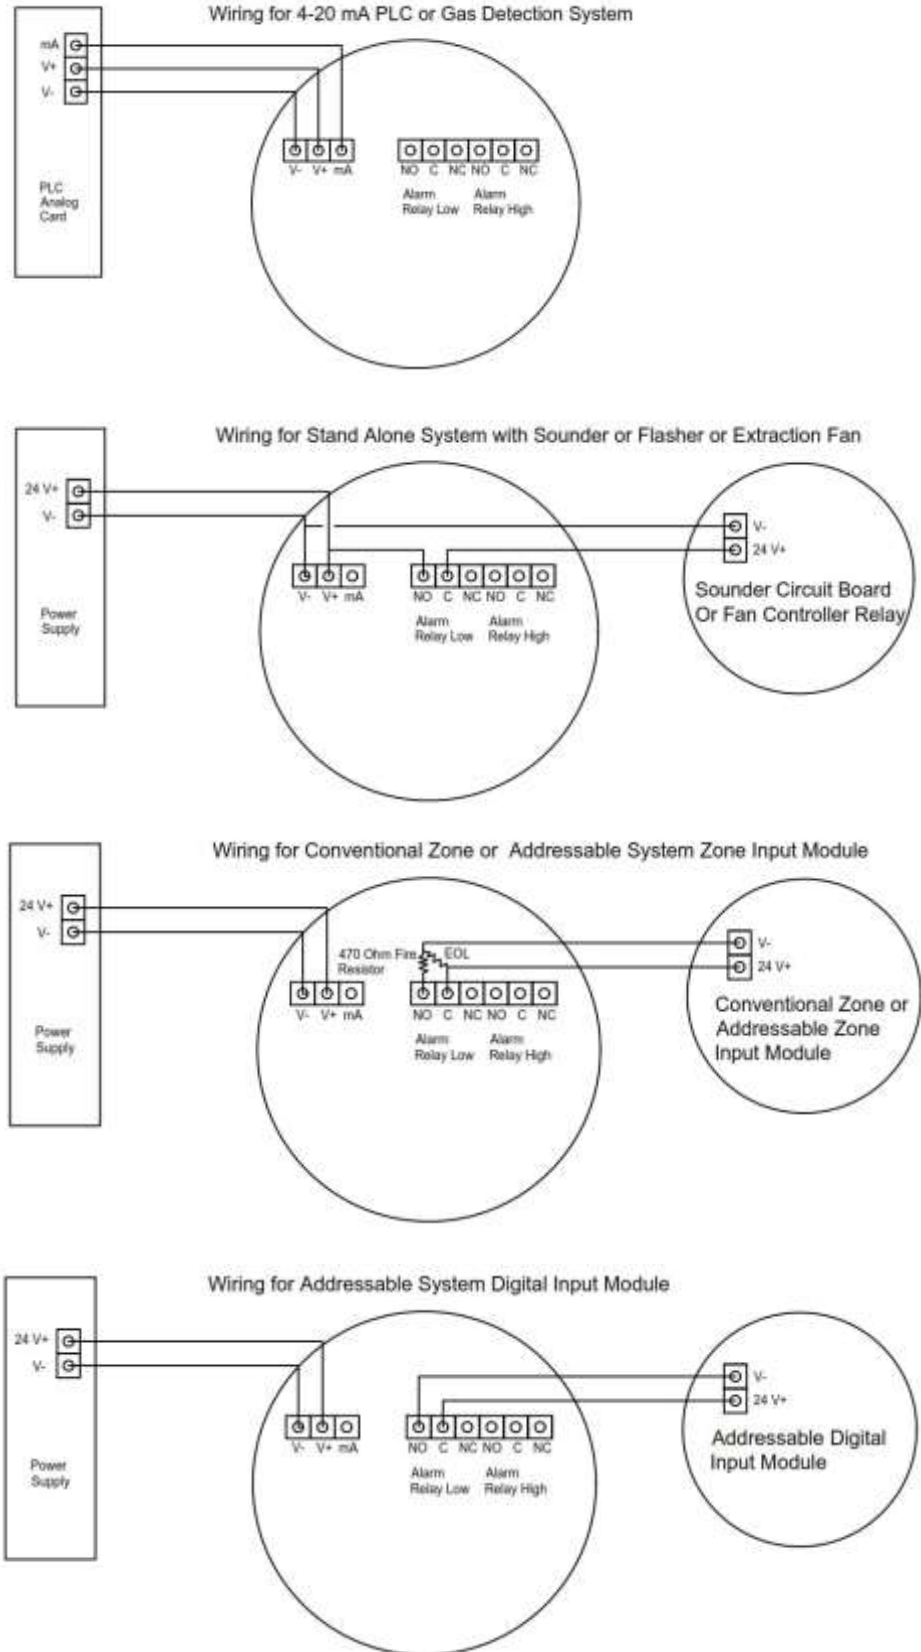 Wiring for 4-20 mA PLC or Gas Detection System
mA
V+
V-
PLC
Analog
Card
V- V+ mA
NO C NC NO C NC
Alarm
Relay Low
Alarm
Relay High
Wiring for Stand Alone System with Sounder or Flasher or Extraction Fan
24 V+
V-
Power
Supply
V- V+ mA
NO C NC NO C NC
Alarm
Relay Low
Alarm
Relay High
V-
24 V+
Sounder Circuit Board
Or Fan Controller Relay
Wiring for Conventional Zone or Addressable System Zone Input Module
24 V+
V-
Power
Supply
470 Ohm Fire
Resistor
EOL
V- V+ mA
NO C NC NO C NC
Alarm
Relay Low
Alarm
Relay High
V-
24 V+
Conventional Zone or
Addressable Zone
Input Module
Wiring for Addressable System Digital Input Module
24 V+
V-
Power
Supply
V- V+ mA
NO C NC NO C NC
Alarm
Relay Low
Alarm
Relay High
V-
24 V+
Addressable Digital
Input Module